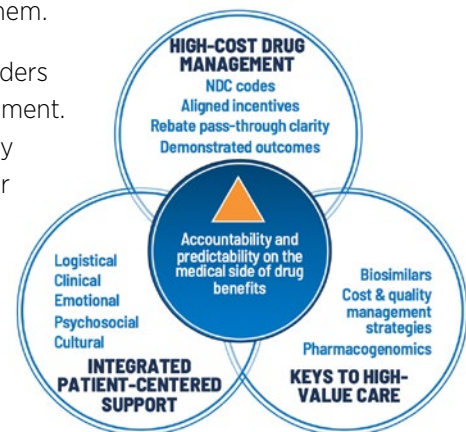 hem.
ders
ment.
y
r
HIGH-COST DRUG
MANAGEMENT
NDC codes
Aligned incentives
Rebate pass-through clarity
Demonstrated outcomes
Accountability and
predictability on the
medical side of drug
benefits
Logistical
Clinical
Emotional
Psychosocial
Cultural
INTEGRATED
PATIENT-CENTERED
SUPPORT
Biosimilars
Cost & quality
management
strategies
Pharmacogenomics
KEYS TO HIGH-
VALUE CARE